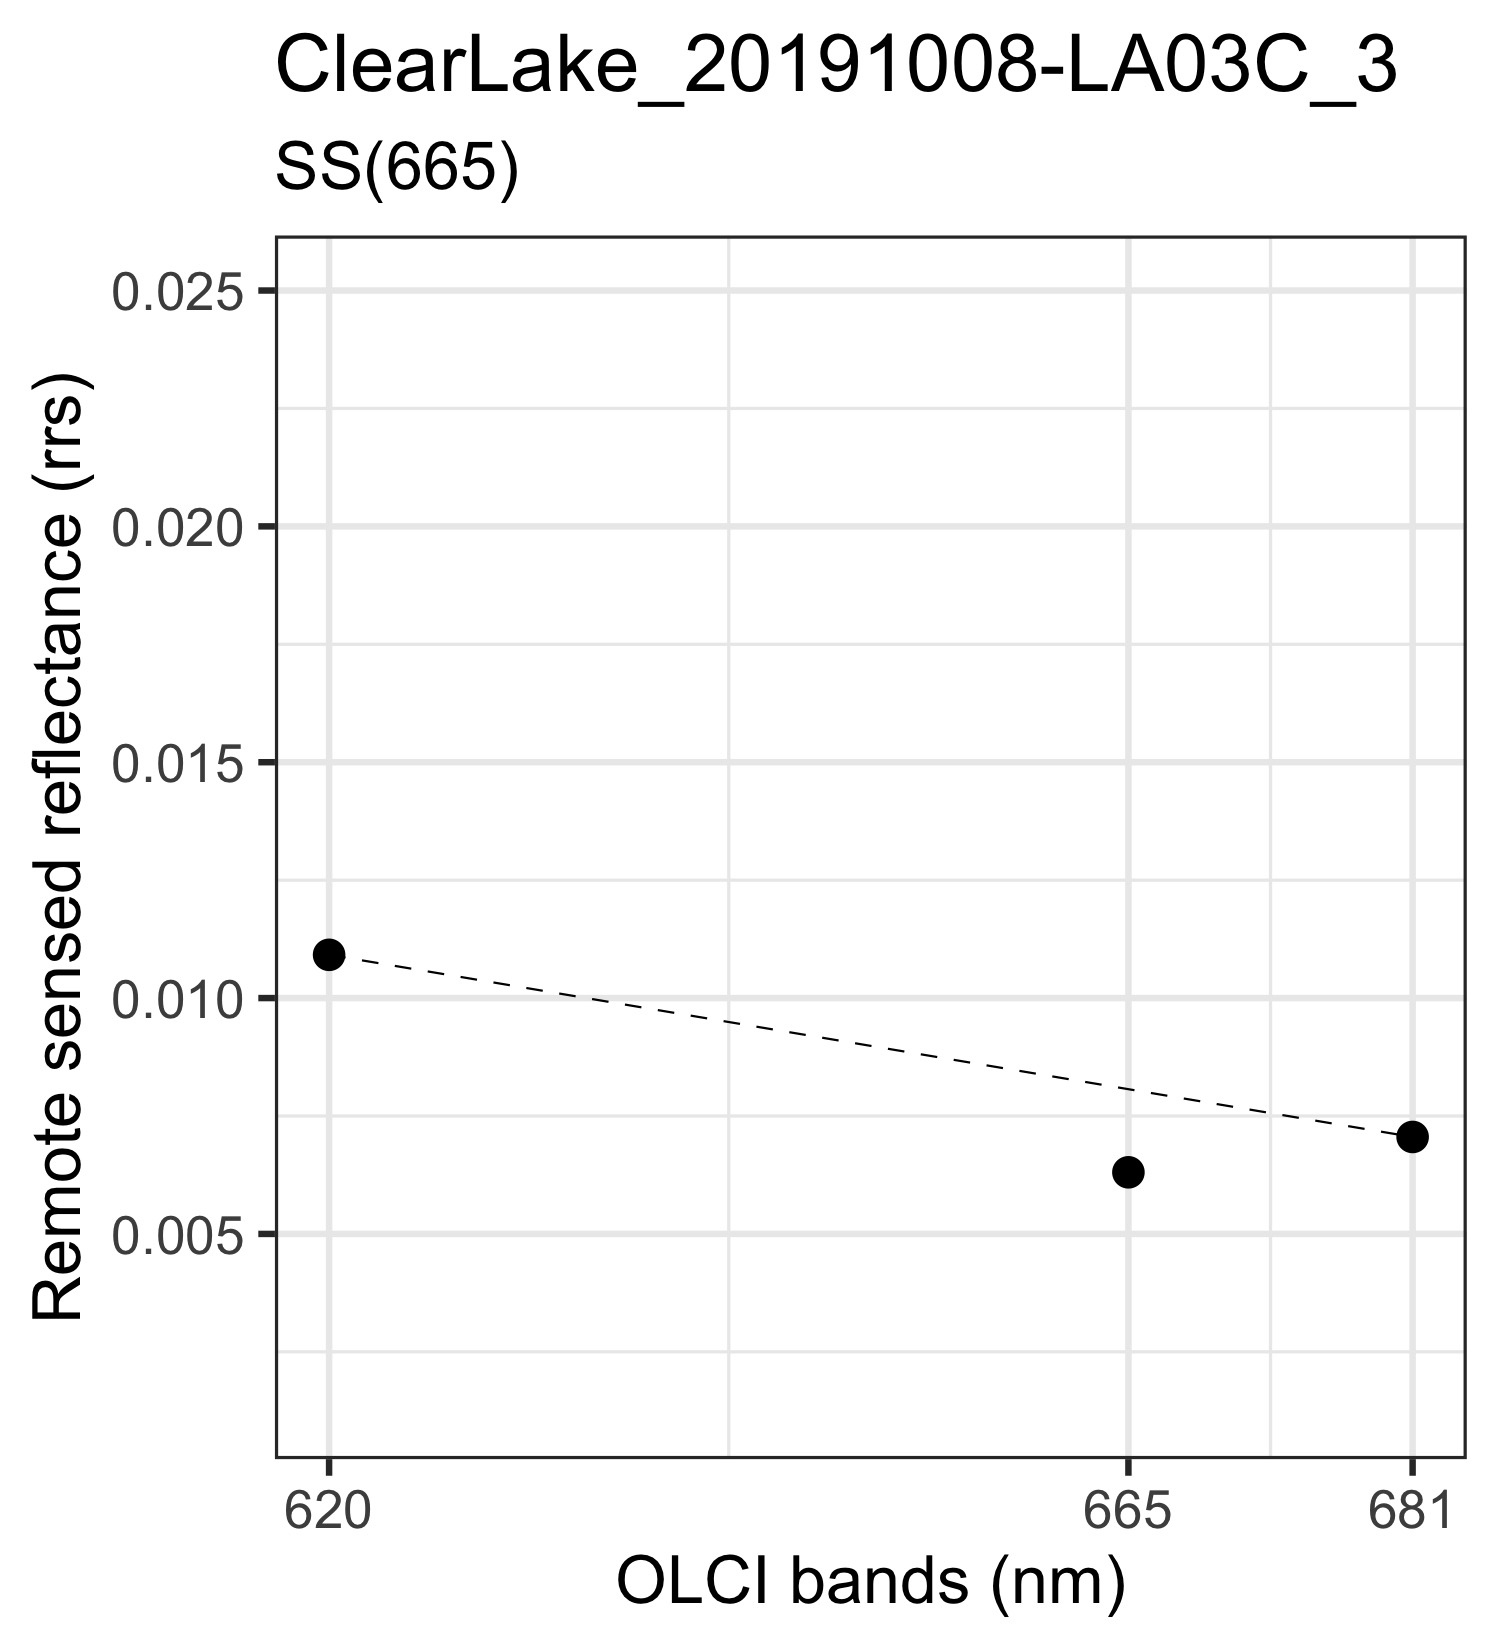 ClearLake_20191008-LA03C_3
SS(665)
Remote sensed reflectance (rrs)
0.025
0.020
0.015
0.010
0.005
620 665 681
OLCI bands (nm)